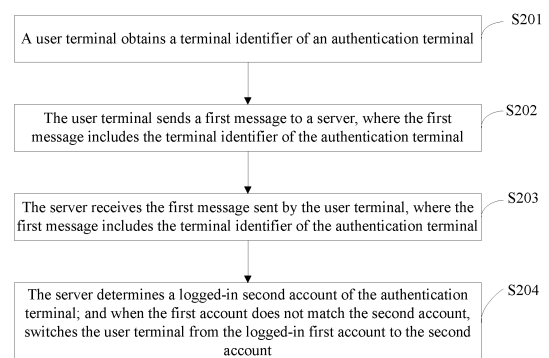 S201
A user terminal obtains a terminal identifier of an authentication terminal
S202
The user terminal sends a first message to a server, where the first
message includes the terminal identifier of the authentication terminal
S203
The server receives the first message sent by the user terminal, where the
first message includes the terminal identifier of the authentication terminal
S204
The server determines a logged-in second account of the authentication
terminal; and when the first account does not match the second account,
switches the user terminal from the logged-in first account to the second
account